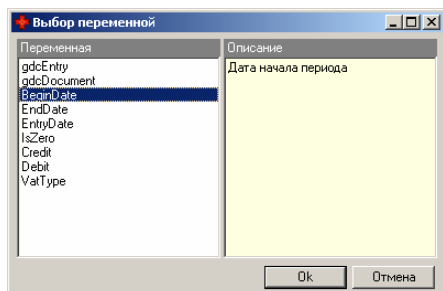 Выбор переменной
Переменная
Описание
gdcEntry
gdcDocument
BeginDate
EndDate
EntryDate
IsZero
Credit
Debit
VatType
Дата начала периода
Ok
Отмена